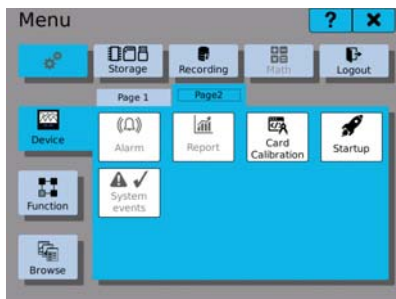 Menu
?
X
Storage
Recording
Math
Logout
Page 1
Page2
Device
Alarm
Report
Card
Calibration
Startup
Function
System
events
Browse